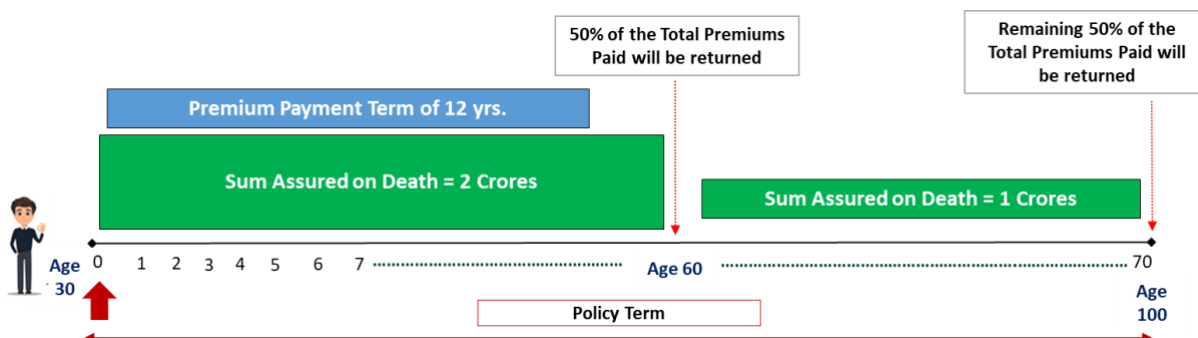 50% of the Total Premiums
Paid will be returned
Remaining 50% of the
Total Premiums Paid will
be returned
Premium Payment Term of 12 yrs.
Sum Assured on Death = 2 Crores
Sum Assured on Death = 1 Crores
Age
30
0 1 2 3 4 5 6 7 Age 60 70
Age
100
Policy Term